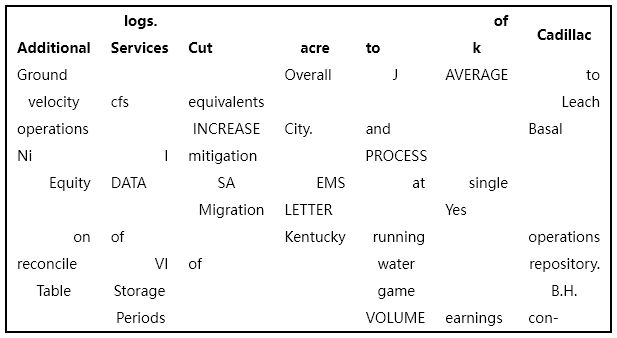 logs. of Cadillac
Additional Services Cut acre to k
Ground Overall J AVERAGE to
velocity cfs equivalents Leach
operations INCREASE City. and Basal
Ni I mitigation PROCESS
Equity DATA SA EMS at single
Migration LETTER Yes
on of Kentucky running operations
reconcile VI of water repository.
Table Storage game B.H.
Periods VOLUME earnings con-